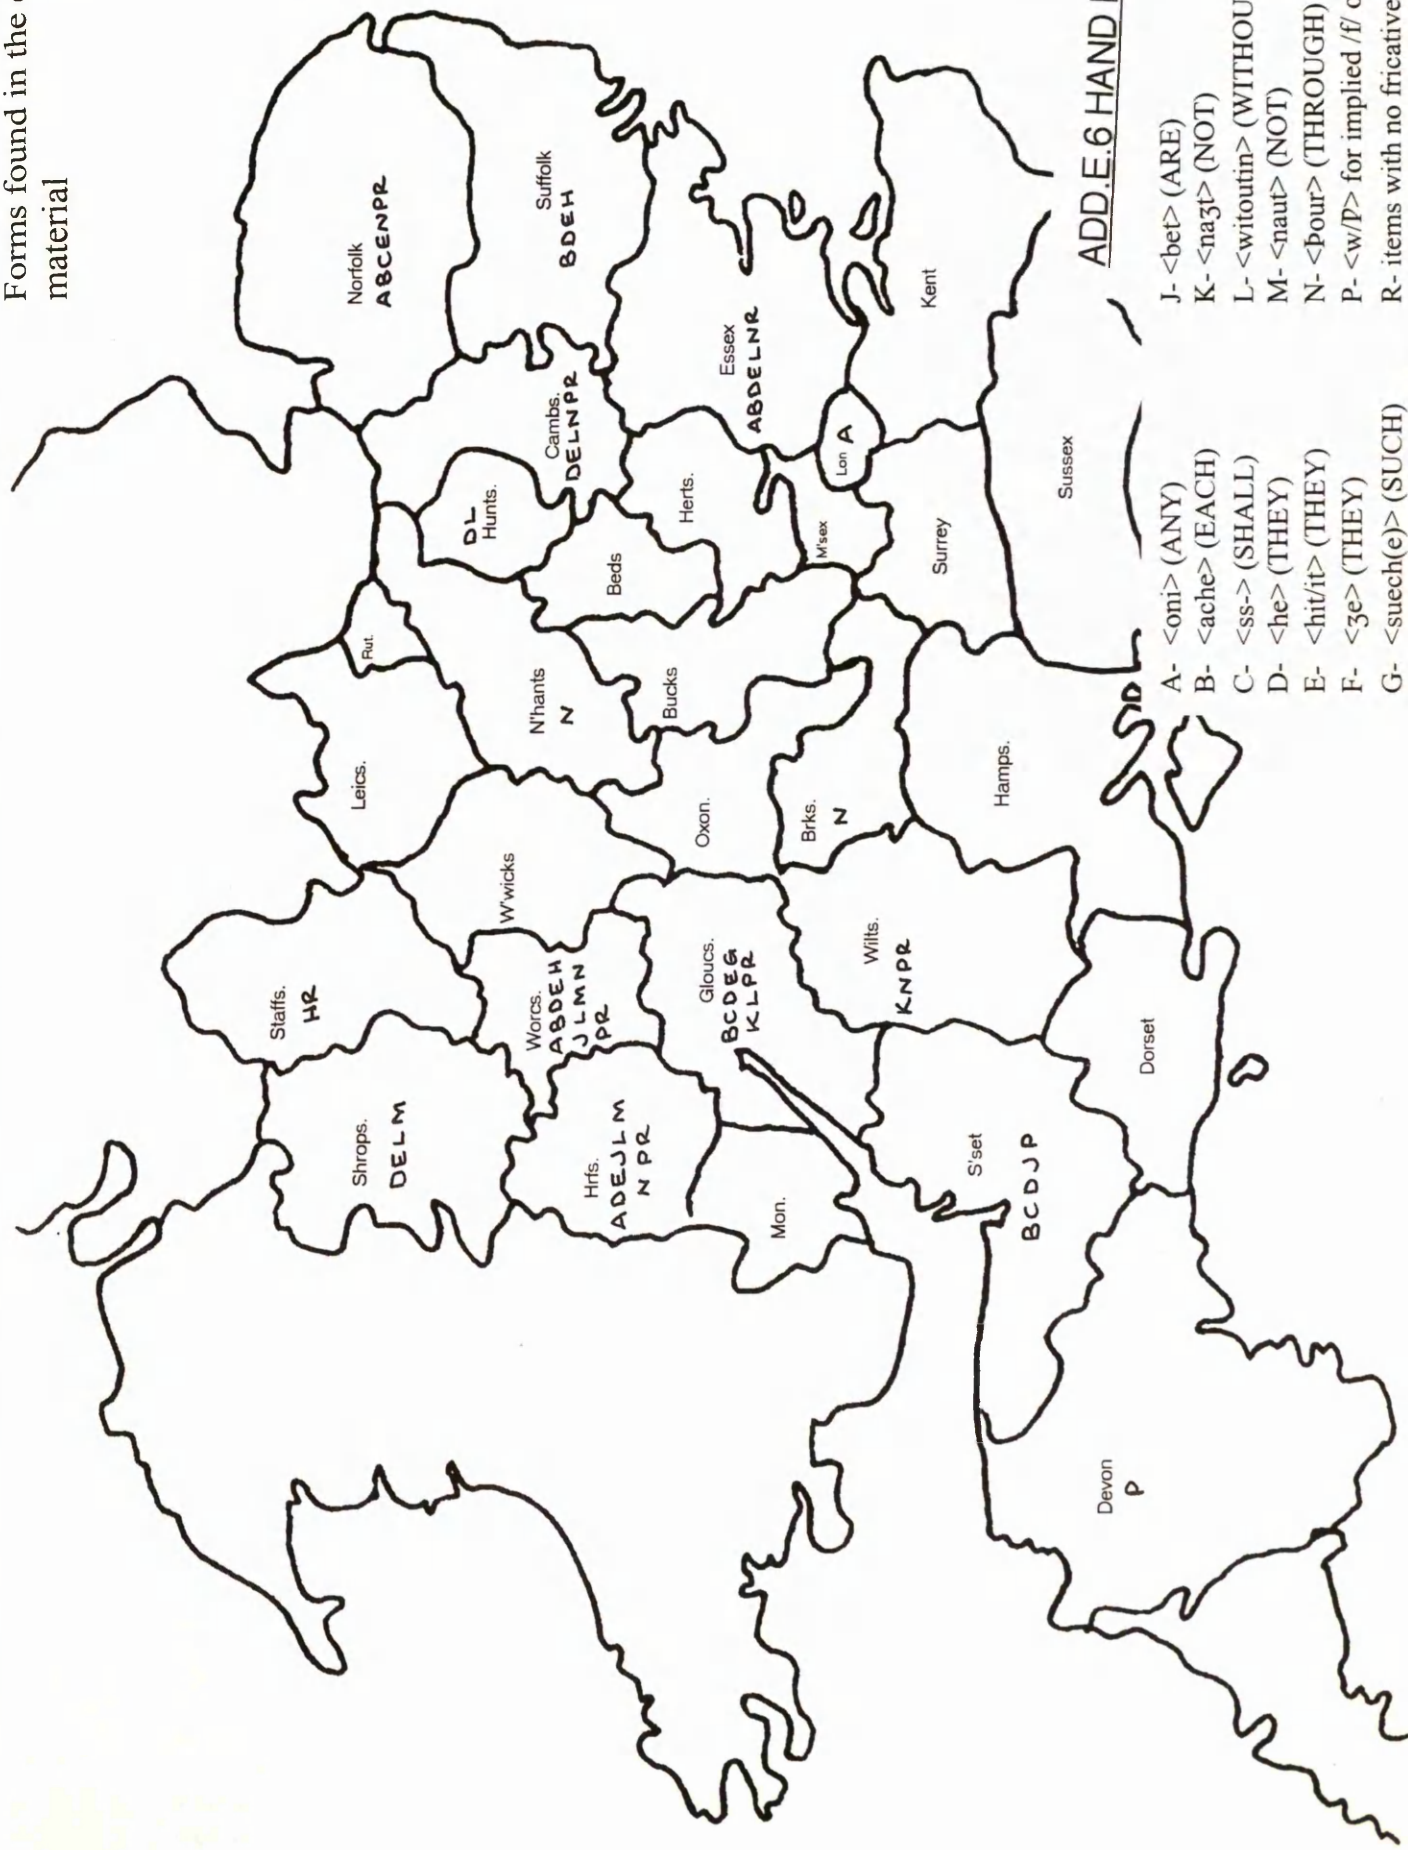 Forms found in the
material
Norfolk
ABCENPR
Suffolk
BDEH
Cambs.
DELNPR
DL
Hunts.
Essex
ABDELNR
Herts.
Beds
Lon A
M'sex
Kent
Surrey
Sussex
Rut.
Leics.
N'hants
N
Bucks
Oxon.
Brks.
N
Hamps.
W'wicks
Staffs.
HR
Worcs.
ABDEH
JLMN
PR
Gloucs.
BCDEG
KLPR
Wilts.
KNPR
Dorset
Shrops.
DELM
Hrfs.
ADEJLM
NPR
Mon.
S'set
BCDJP
Devon
P
ADD.E.6 HAND
A- <oni> (ANY)
B- <ache> (EACH)
C- <ss-> (SHALL)
D- <he> (THEY)
E- <hit/it> (THEY)
F- <ȝe> (THEY)
G- <suech(e)> (SUCH)
J- <bet> (ARE)
K- <naȝt> (NOT)
L- <witoutin> (WITHOU
M- <naut> (NOT)
N- <þour> (THROUGH)
P- <w/P> for implied /f/
R- items with no fricative